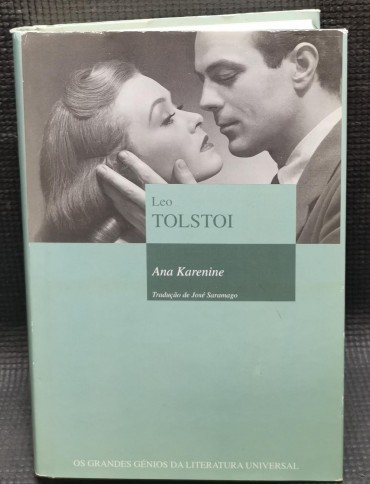 Leo
TOLSTOI
Ana Karenine
Tradução de José Saramago
OS GRANDES GÉNIOS DA LITERATURA UNIVERSAL